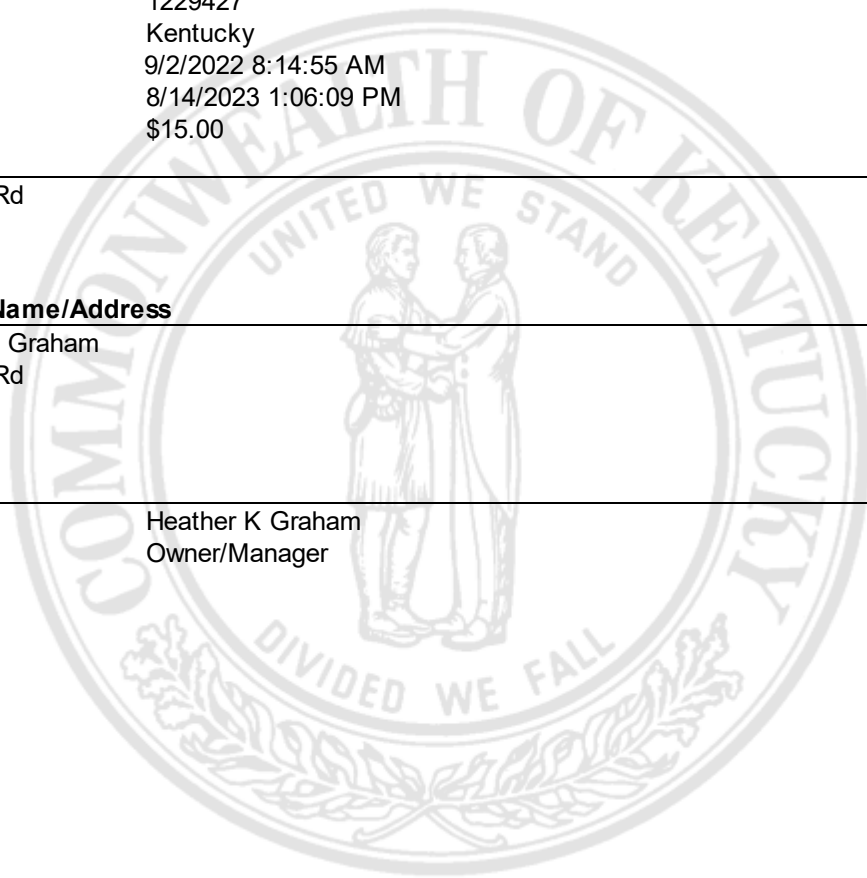 1229427
Kentucky
9/2/2022 8:14:55 AM
8/14/2023 1:06:09 PM
$15.00
Rd
Name/Address
Graham
Rd
Heather K Graham
Owner/Manager
COMMONWEALTH OF KENTUCKY
UNITED WE STAND
DIVIDED WE FALL